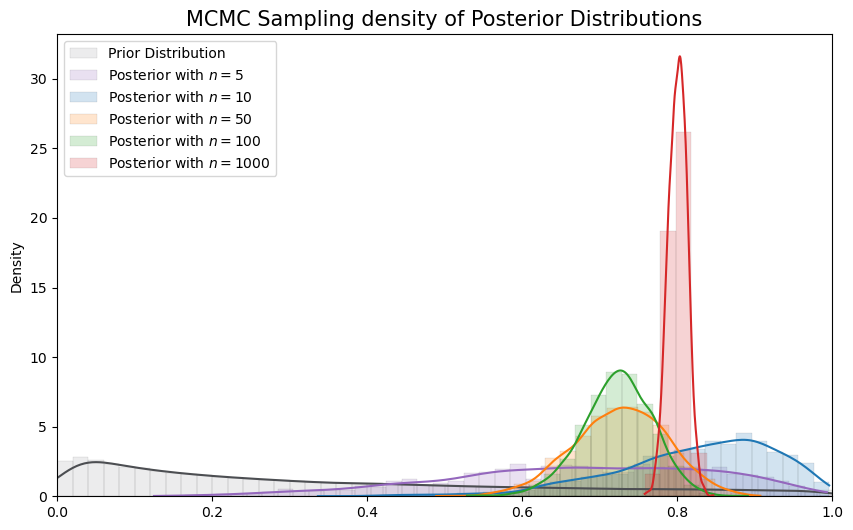 MCMC Sampling density of Posterior Distributions
Prior Distribution
Posterior with n = 5
Posterior with n = 10
Posterior with n = 50
Posterior with n = 100
Posterior with n = 1000
Density
30
25
20
15
10
5
0
0.0 0.2 0.4 0.6 0.8 1.0